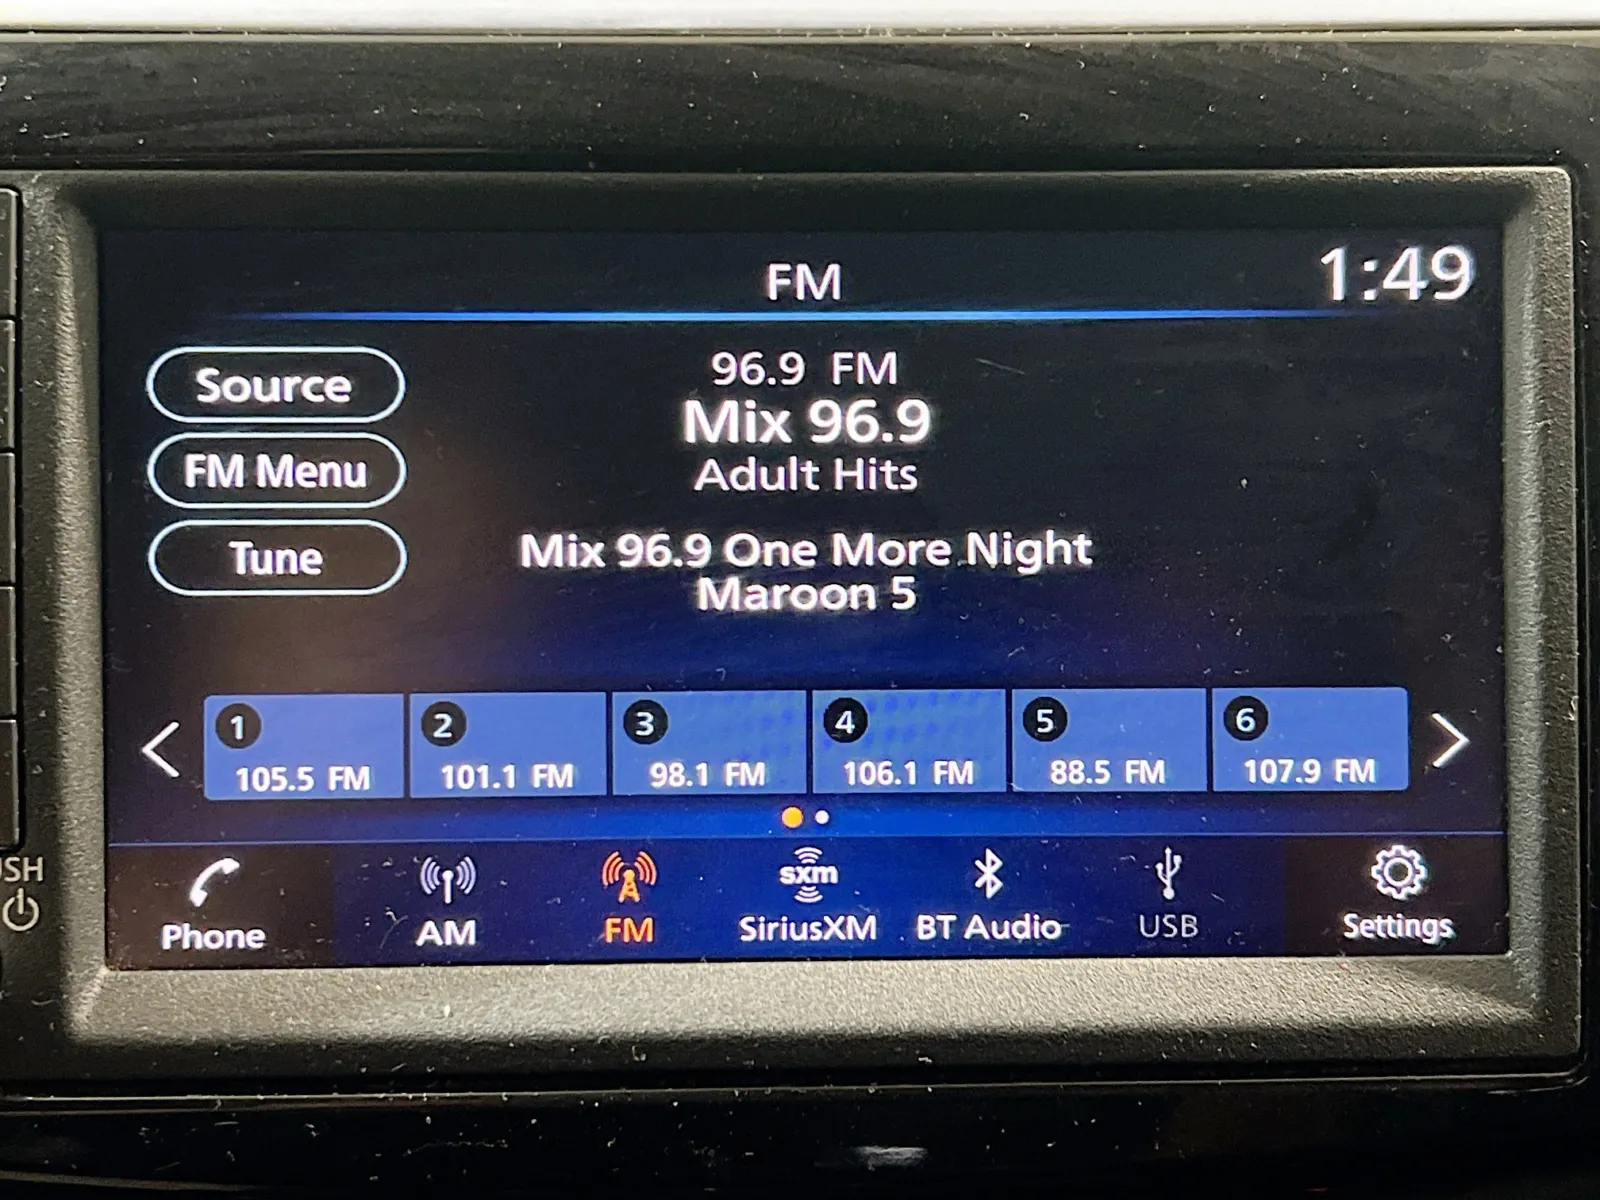 FM
1:49
Source
FM Menu
Tune
96.9 FM
Mix 96.9
Adult Hits
Mix 96.9 One More Night
Maroon 5
1
105.5 FM
2
101.1 FM
3
98.1 FM
4
106.1 FM
5
88.5 FM
6
107.9 FM
Phone
AM
FM
sxm
SiriusXM
BT Audio
USB
Settings